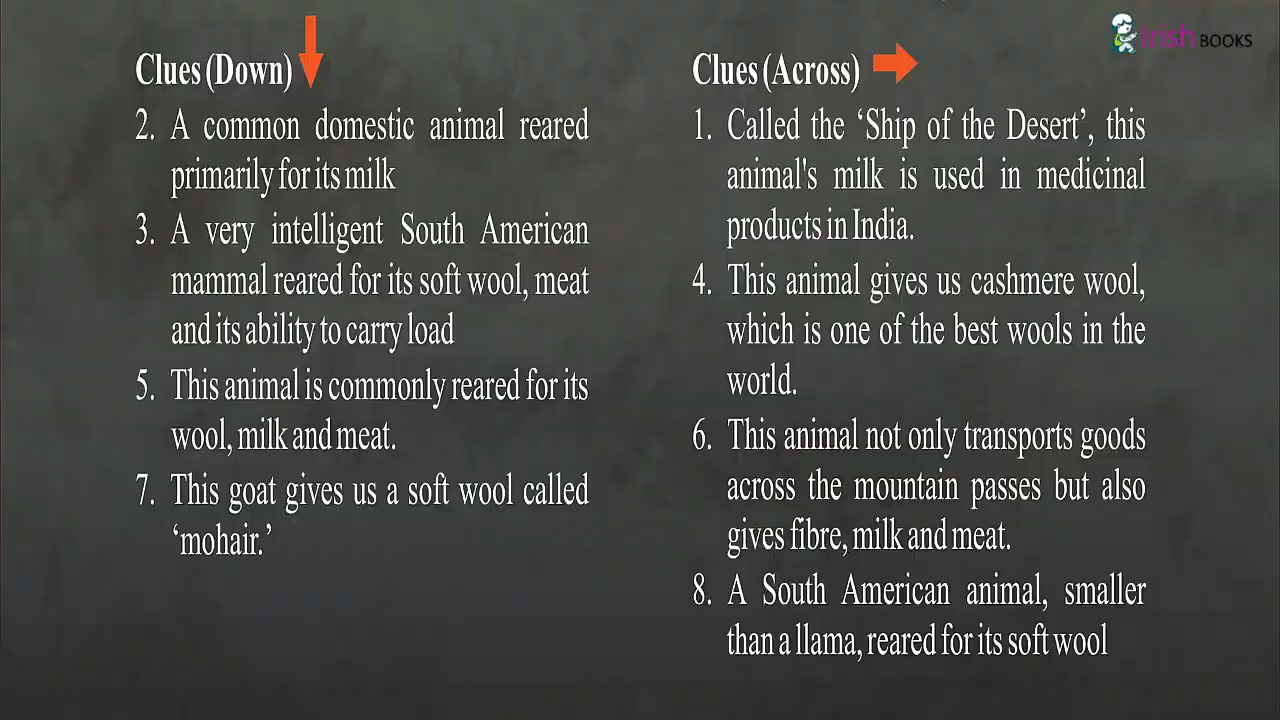 Clues (Down)
2. A common domestic animal reared
primarily for its milk
3. A very intelligent South American
mammal reared for its soft wool, meat
and its ability to carry load
5. This animal is commonly reared for its
wool, milk and meat.
7. This goat gives us a soft wool called
‘mohair.’
irish BOOKS
Clues (Across)
1. Called the ‘Ship of the Desert’, this
animal's milk is used in medicinal
products in India.
4. This animal gives us cashmere wool,
which is one of the best wools in the
world.
6. This animal not only transports goods
across the mountain passes but also
gives fibre, milk and meat.
8. A South American animal, smaller
than a llama, reared for its soft wool